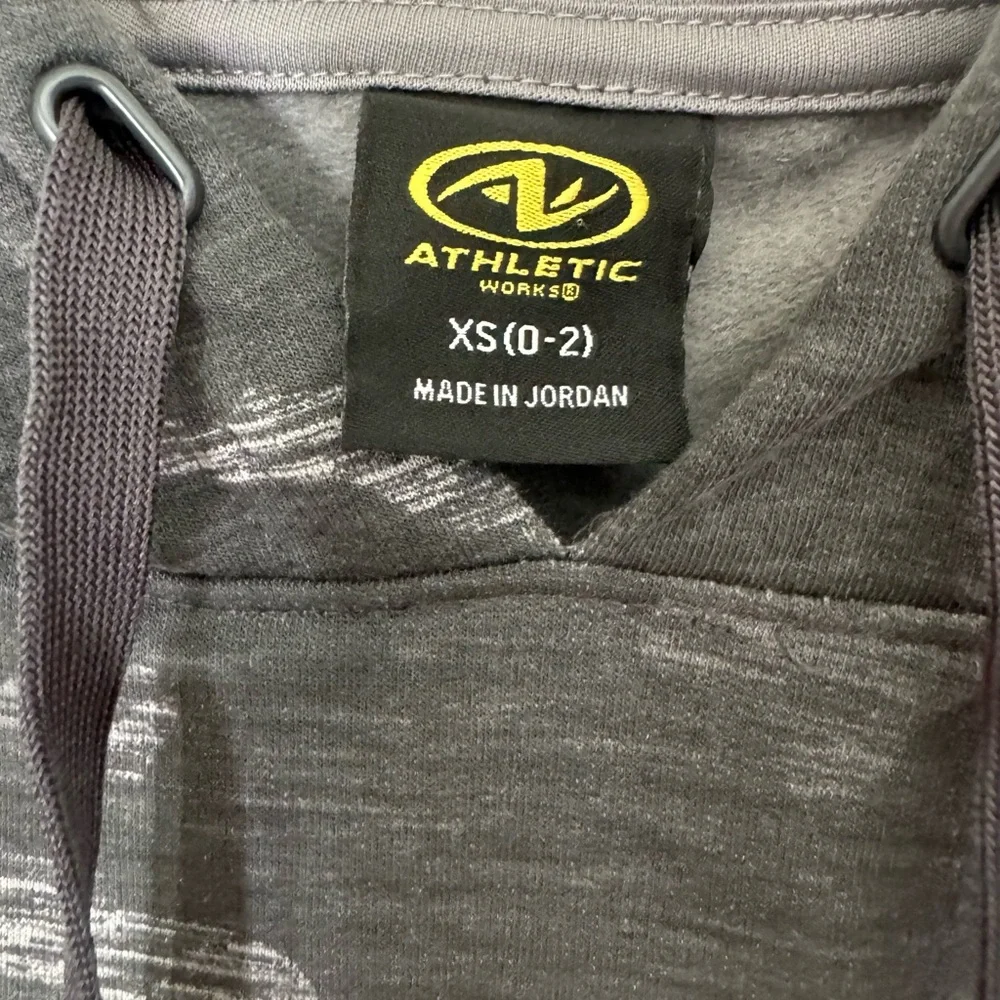 ATHLETIC
WORKS®
XS(0-2)
MADE IN JORDAN